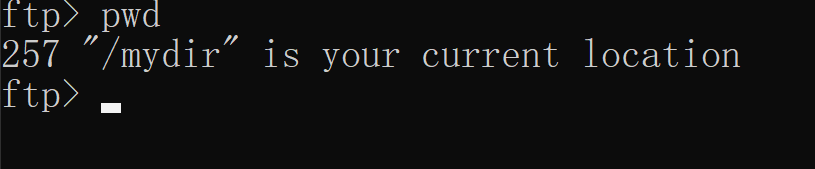 ftp> pwd
257 "/mydir" is your current location
ftp>